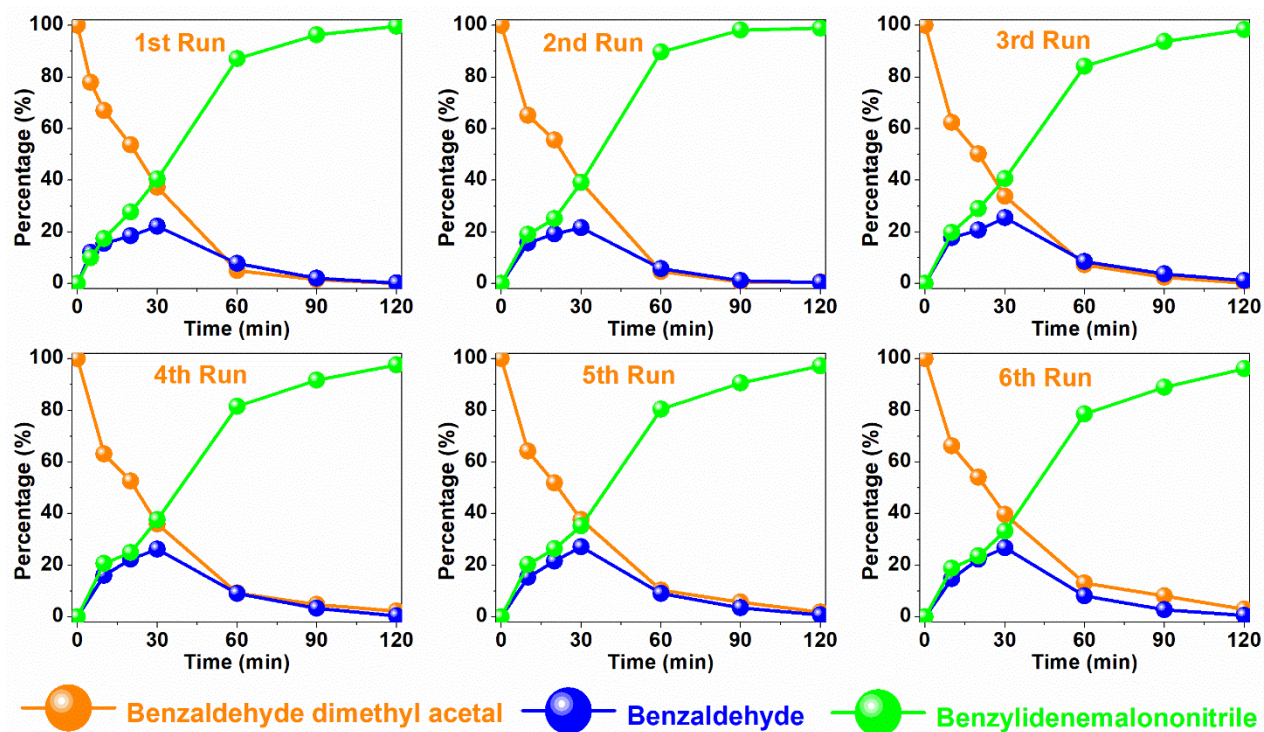 1st Run
Percentage (%)
100
80
60
40
20
0
0 30 60 90 120
Time (min)
2nd Run
Percentage (%)
100
80
60
40
20
0
0 30 60 90 120
Time (min)
3rd Run
Percentage (%)
100
80
60
40
20
0
0 30 60 90 120
Time (min)
4th Run
Percentage (%)
100
80
60
40
20
0
0 30 60 90 120
Time (min)
5th Run
Percentage (%)
100
80
60
40
20
0
0 30 60 90 120
Time (min)
6th Run
Percentage (%)
100
80
60
40
20
0
0 30 60 90 120
Time (min)
Benzaldehyde dimethyl acetal Benzaldehyde Benzylidenemalononitrile